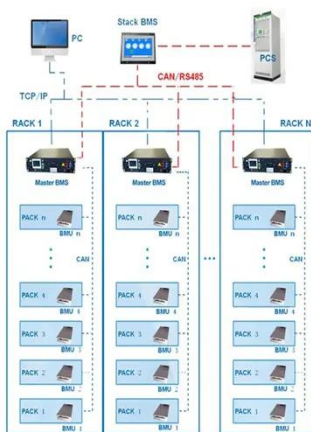 PC
Stack BMS
PCS
CAN/RS485
TCP/IP
RACK 1
RACK 2
RACK N
Master BMS
Master BMS
Master BMS
PACK n
BMU n
CAN
PACK 4
BMU 4
PACK 3
BMU 3
PACK 2
BMU 2
PACK 1
BMU 1
PACK n
BMU n
CAN
PACK 4
BMU 4
PACK 3
BMU 3
PACK 2
BMU 2
PACK 1
BMU 1
PACK n
BMU n
CAN
PACK 4
BMU 4
PACK 3
BMU 3
PACK 2
BMU 2
PACK 1
BMU 1